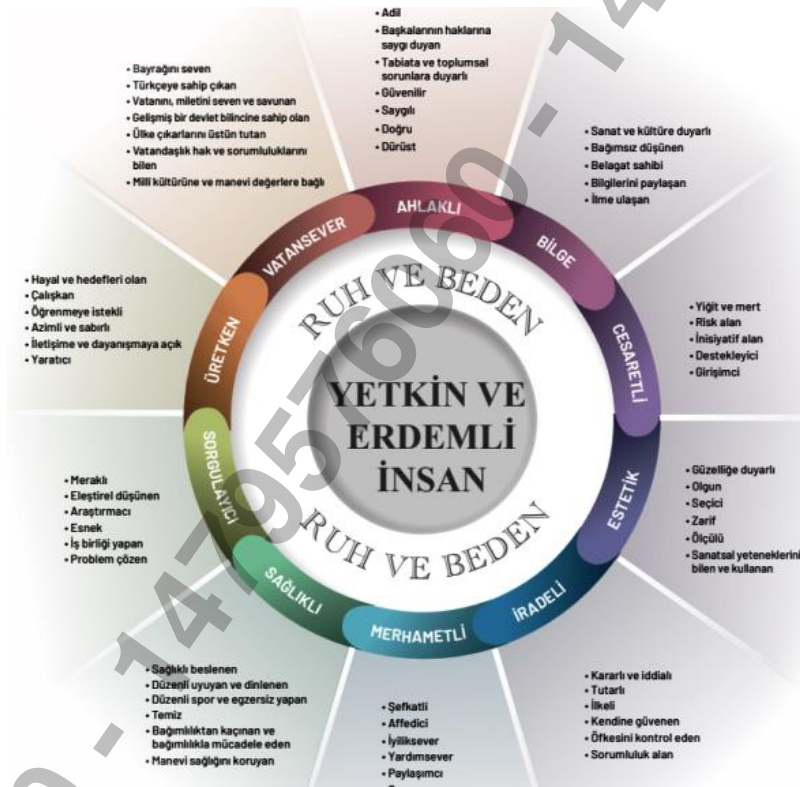 • Adil
• Başkalarının haklarına
saygı duyan
• Tabiata ve toplumsal
sorunlara duyarlı
• Güvenilir
• Saygılı
• Doğru
• Dürüst
AHLAKLI
• Sanat ve kültüre duyarlı
• Bağımsız düşünen
• Belagat sahibi
• Bilgilerini paylaşan
• İlme ulaşan
BİLGE
• Yiğit ve mert
• Risk alan
• İnisiyatif alan
• Destekleyici
• Girişimci
CESARETLİ
• Güzelliğe duyarlı
• Olgun
• Seçici
• Zarif
• Ölçülü
• Sanatsal yeteneklerini
bilen ve kullanan
ESTETİK
• Kararlı ve iddialı
• Tutarlı
• İlkeli
• Kendine güvenen
• Öfkesini kontrol eden
• Sorumluluk alan
İRADELİ
• Şefkatli
• Affedici
• İyiliksever
• Yardımsever
• Paylaşımcı
MERHAMETLİ
• Sağlıklı beslenen
• Düzenli uyuyan ve dinlenen
• Düzenli spor ve egzersiz yapan
• Temiz
• Bağımlılıktan kaçınan ve
bağımlılıkla mücadele eden
• Manevi sağlığını koruyan
SAĞLIKLI
• Meraklı
• Eleştirel düşünen
• Araştırmacı
• Esnek
• İş birliği yapan
• Problem çözen
SORGULAYICI
• Hayal ve hedefleri olan
• Çalışkan
• Öğrenmeye istekli
• Azimli ve sabırlı
• İletişime ve dayanışmaya açık
• Yaratıcı
ÜRETKEN
• Bayrağını seven
• Türkçeye sahip çıkan
• Vatanını, miletini seven ve savunan
• Gelişmiş bir devlet bilincine sahip olan
• Ülke çıkarlarını üstün tutan
• Vatandaşlık hak ve sorumluluklarını
bilen
• Milli kültürüne ve manevi değerlere bağlı
VATANSEVER
RUH VE BEDEN
YETKİN VE
ERDEMLİ
İNSAN
RUH VE BEDEN
1479576060 - 14